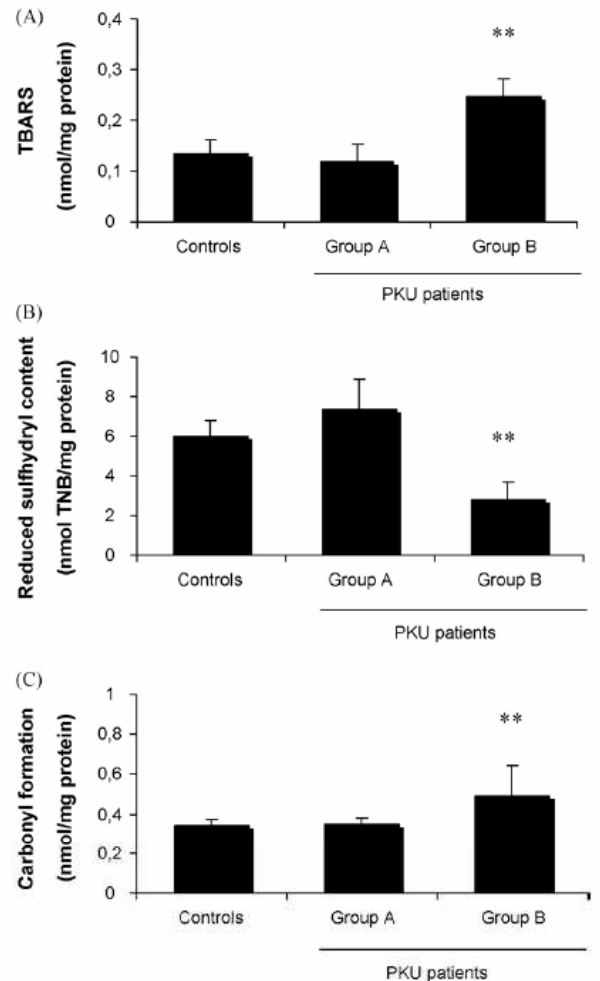 (A)
TBARS
(nmol/mg protein)
0,4
0,3
0,2
0,1
0
**
Controls
Group A
Group B
PKU patients
(B)
Reduced sulfhydryl content
(nmol TNB/mg protein)
10
8
6
4
2
0
**
Controls
Group A
Group B
PKU patients
(C)
Carbonyl formation
(nmol/mg protein)
1
0,8
0,6
0,4
0,2
0
**
Controls
Group A
Group B
PKU patients